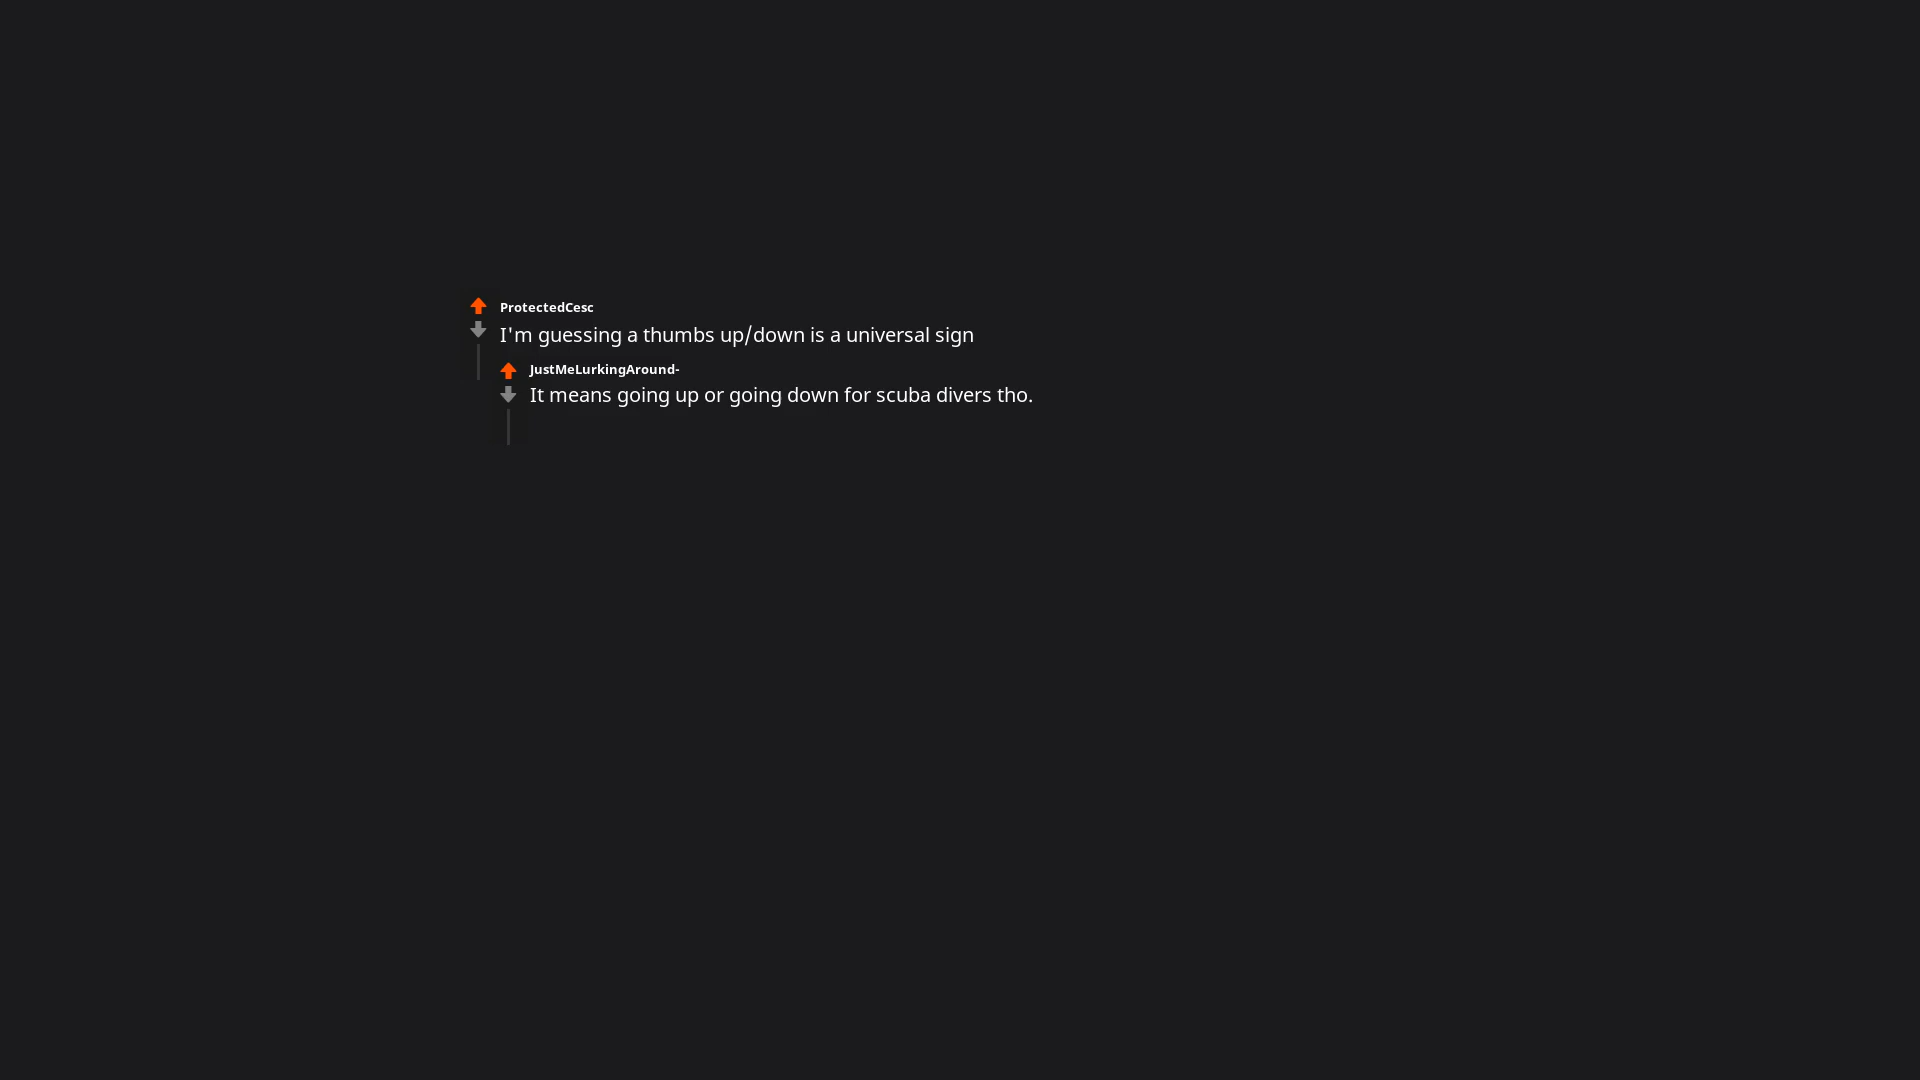 ProtectedCesc
I'm guessing a thumbs up/down is a universal sign
JustMeLurkingAround-
It means going up or going down for scuba divers tho.